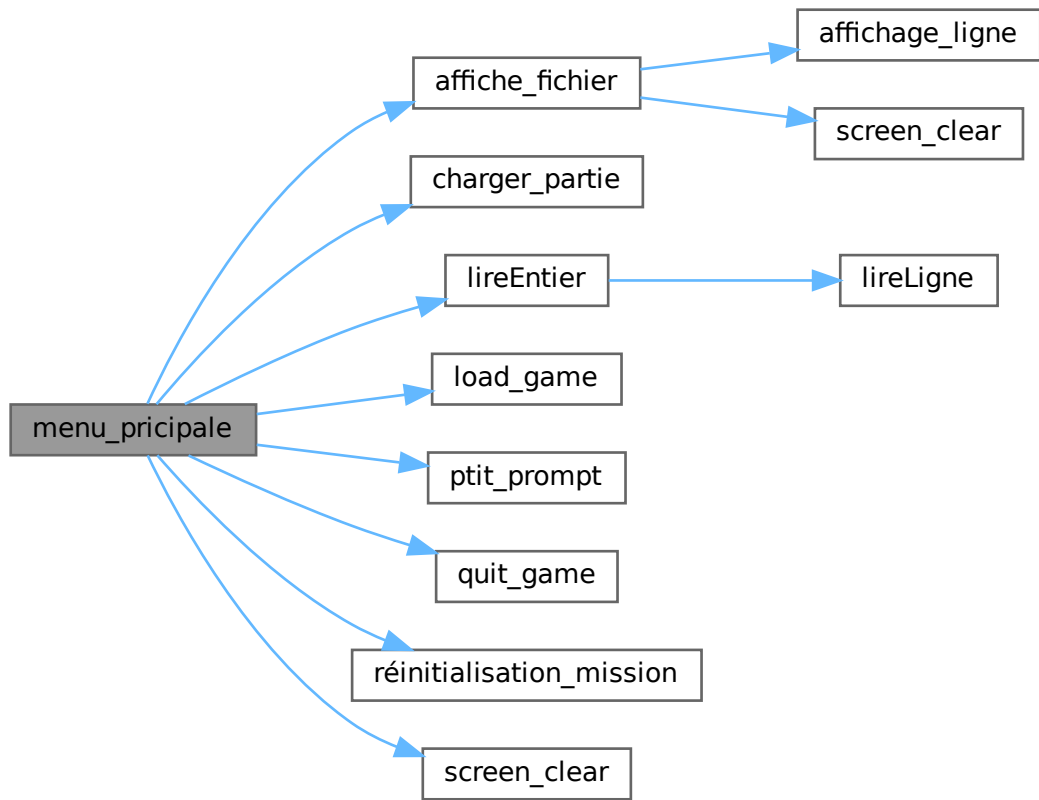 affichage_ligne
affiche_fichier
screen_clear
charger_partie
lireEntier
lireLigne
load_game
menu_pricipale
ptit_prompt
quit_game
réinitialisation_mission
screen_clear